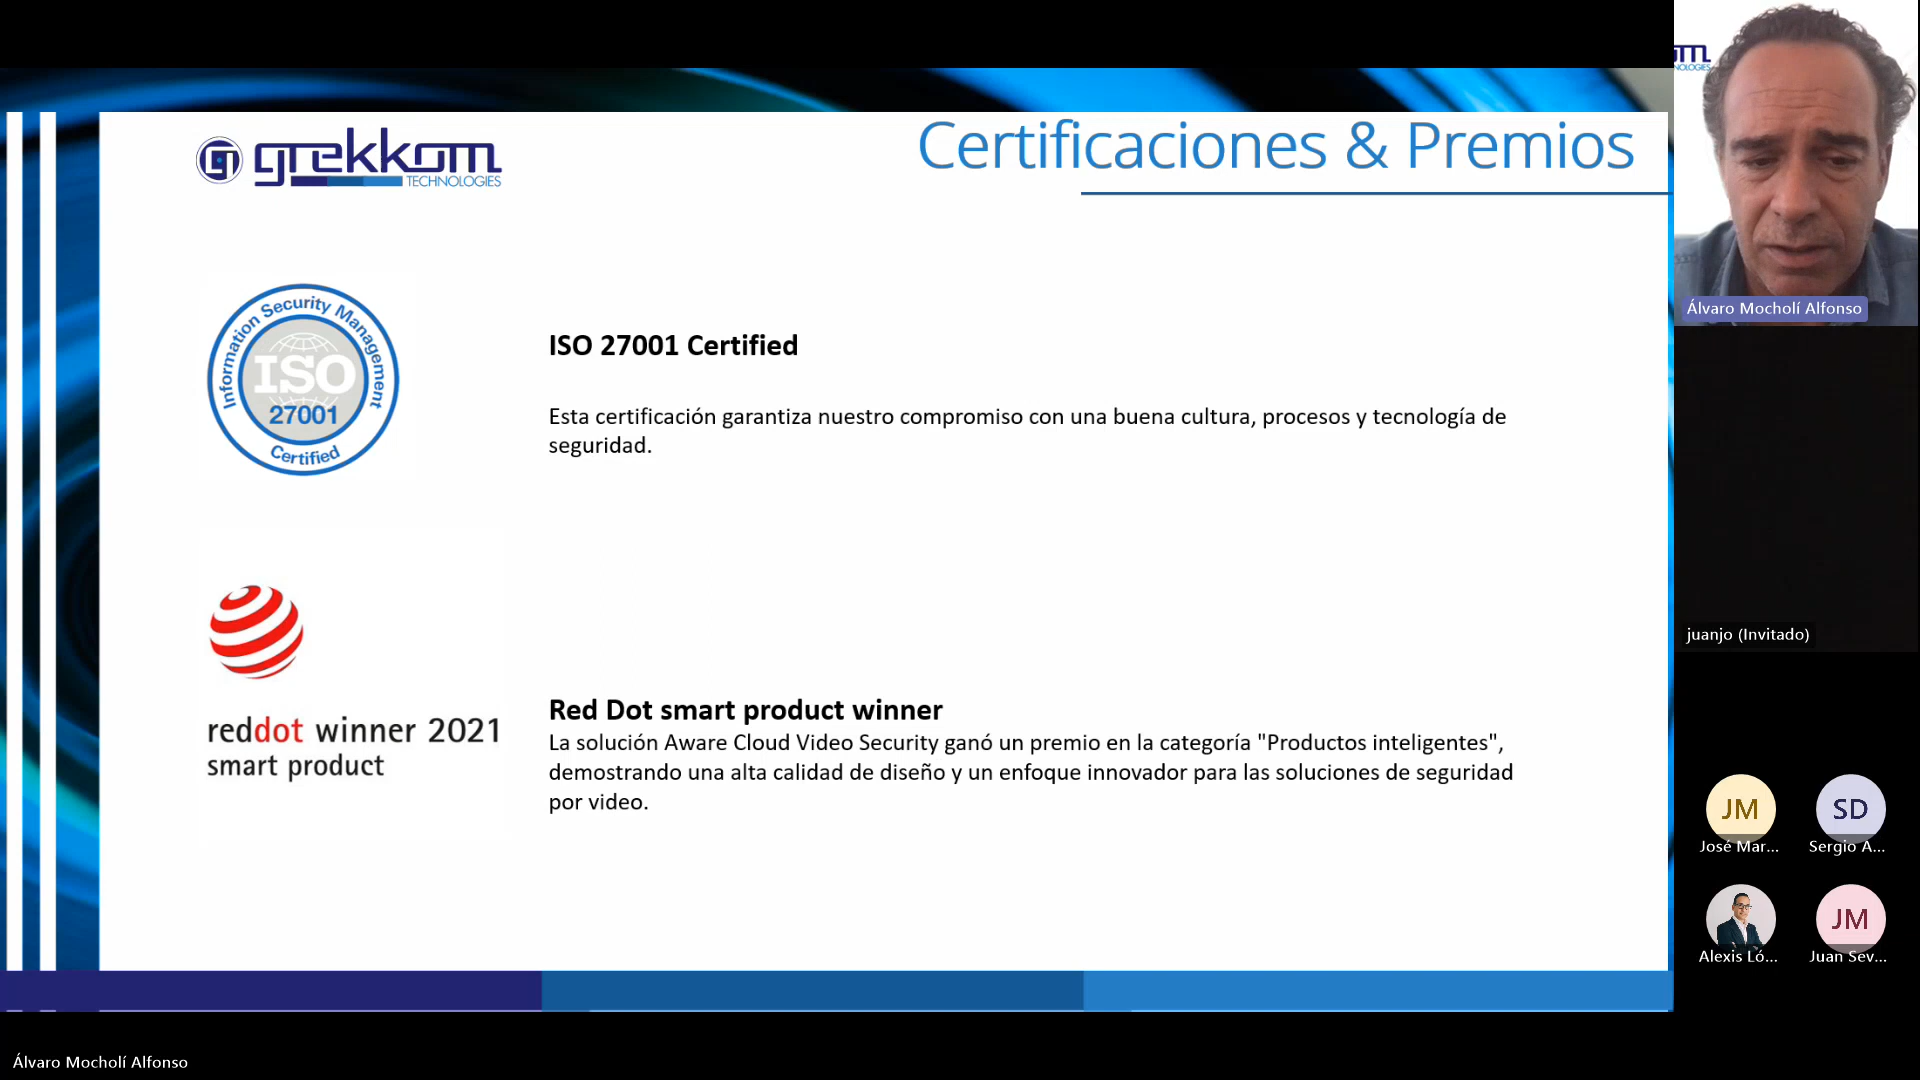 grekkom
TECHNOLOGIES
Certificaciones & Premios
Information Security Management
ISO
27001
Certified
ISO 27001 Certified
Esta certificación garantiza nuestro compromiso con una buena cultura, procesos y tecnología de
seguridad.
reddot winner 2021
smart product
Red Dot smart product winner
La solución Aware Cloud Video Security ganó un premio en la categoría "Productos inteligentes",
demostrando una alta calidad de diseño y un enfoque innovador para las soluciones de seguridad
por video.
Álvaro Mocholí Alfonso
juanjo (Invitado)
JM
José Mar...
SD
Sergio A...
Alexis Ló...
JM
Juan Sev...
Álvaro Mocholí Alfonso